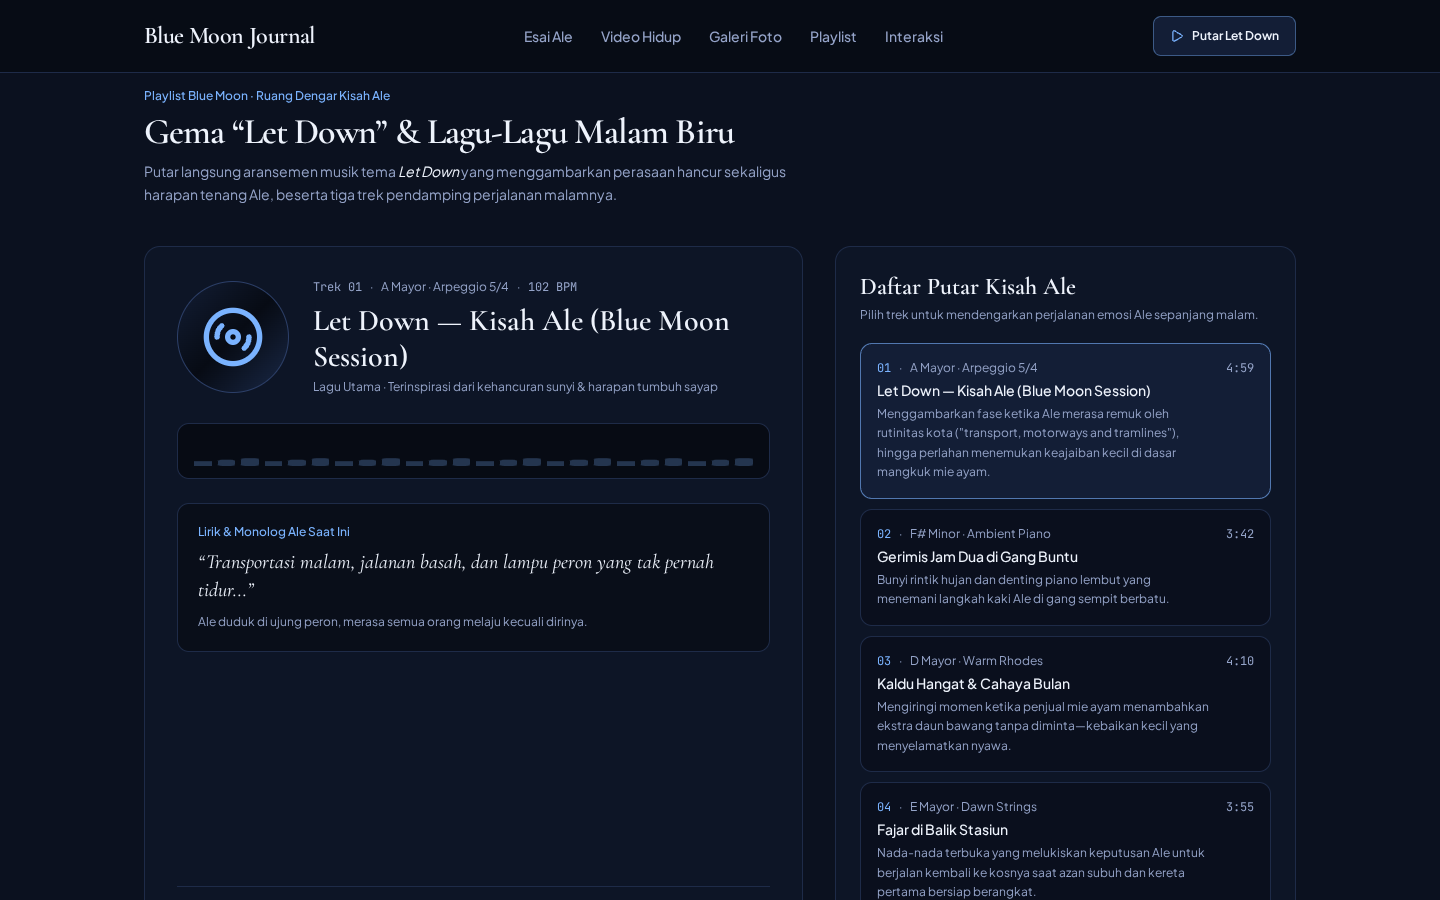 Blue Moon Journal
Esai Ale
Video Hidup
Galeri Foto
Playlist
Interaksi
Putar Let Down
Playlist Blue Moon · Ruang Dengar Kisah Ale
Gema “Let Down” & Lagu-Lagu Malam Biru
Putar langsung aransemen musik tema Let Down yang menggambarkan perasaan hancur sekaligus
harapan tenang Ale, beserta tiga trek pendamping perjalanan malamnya.
Trek 01 · A Mayor · Arpeggio 5/4 · 102 BPM
Let Down — Kisah Ale (Blue Moon
Session)
Lagu Utama · Terinspirasi dari kehancuran sunyi & harapan tumbuh sayap
Lirik & Monolog Ale Saat Ini
“Transportasi malam, jalanan basah, dan lampu peron yang tak pernah
tidur...”
Ale duduk di ujung peron, merasa semua orang melaju kecuali dirinya.
Daftar Putar Kisah Ale
Pilih trek untuk mendengarkan perjalanan emosi Ale sepanjang malam.
01 · A Mayor · Arpeggio 5/4 4:59
Let Down — Kisah Ale (Blue Moon Session)
Menggambarkan fase ketika Ale merasa remuk oleh
rutinitas kota ("transport, motorways and tramlines"),
hingga perlahan menemukan keajaiban kecil di dasar
mangkuk mie ayam.
02 · F# Minor · Ambient Piano 3:42
Gerimis Jam Dua di Gang Buntu
Bunyi rintik hujan dan denting piano lembut yang
menemani langkah kaki Ale di gang sempit berbatu.
03 · D Mayor · Warm Rhodes 4:10
Kaldu Hangat & Cahaya Bulan
Mengiringi momen ketika penjual mie ayam menambahkan
ekstra daun bawang tanpa diminta—kebaikan kecil yang
menyelamatkan nyawa.
04 · E Mayor · Dawn Strings 3:55
Fajar di Balik Stasiun
Nada-nada terbuka yang melukiskan keputusan Ale untuk
berjalan kembali ke kosnya saat azan subuh dan kereta
pertama bersiap berangkat.